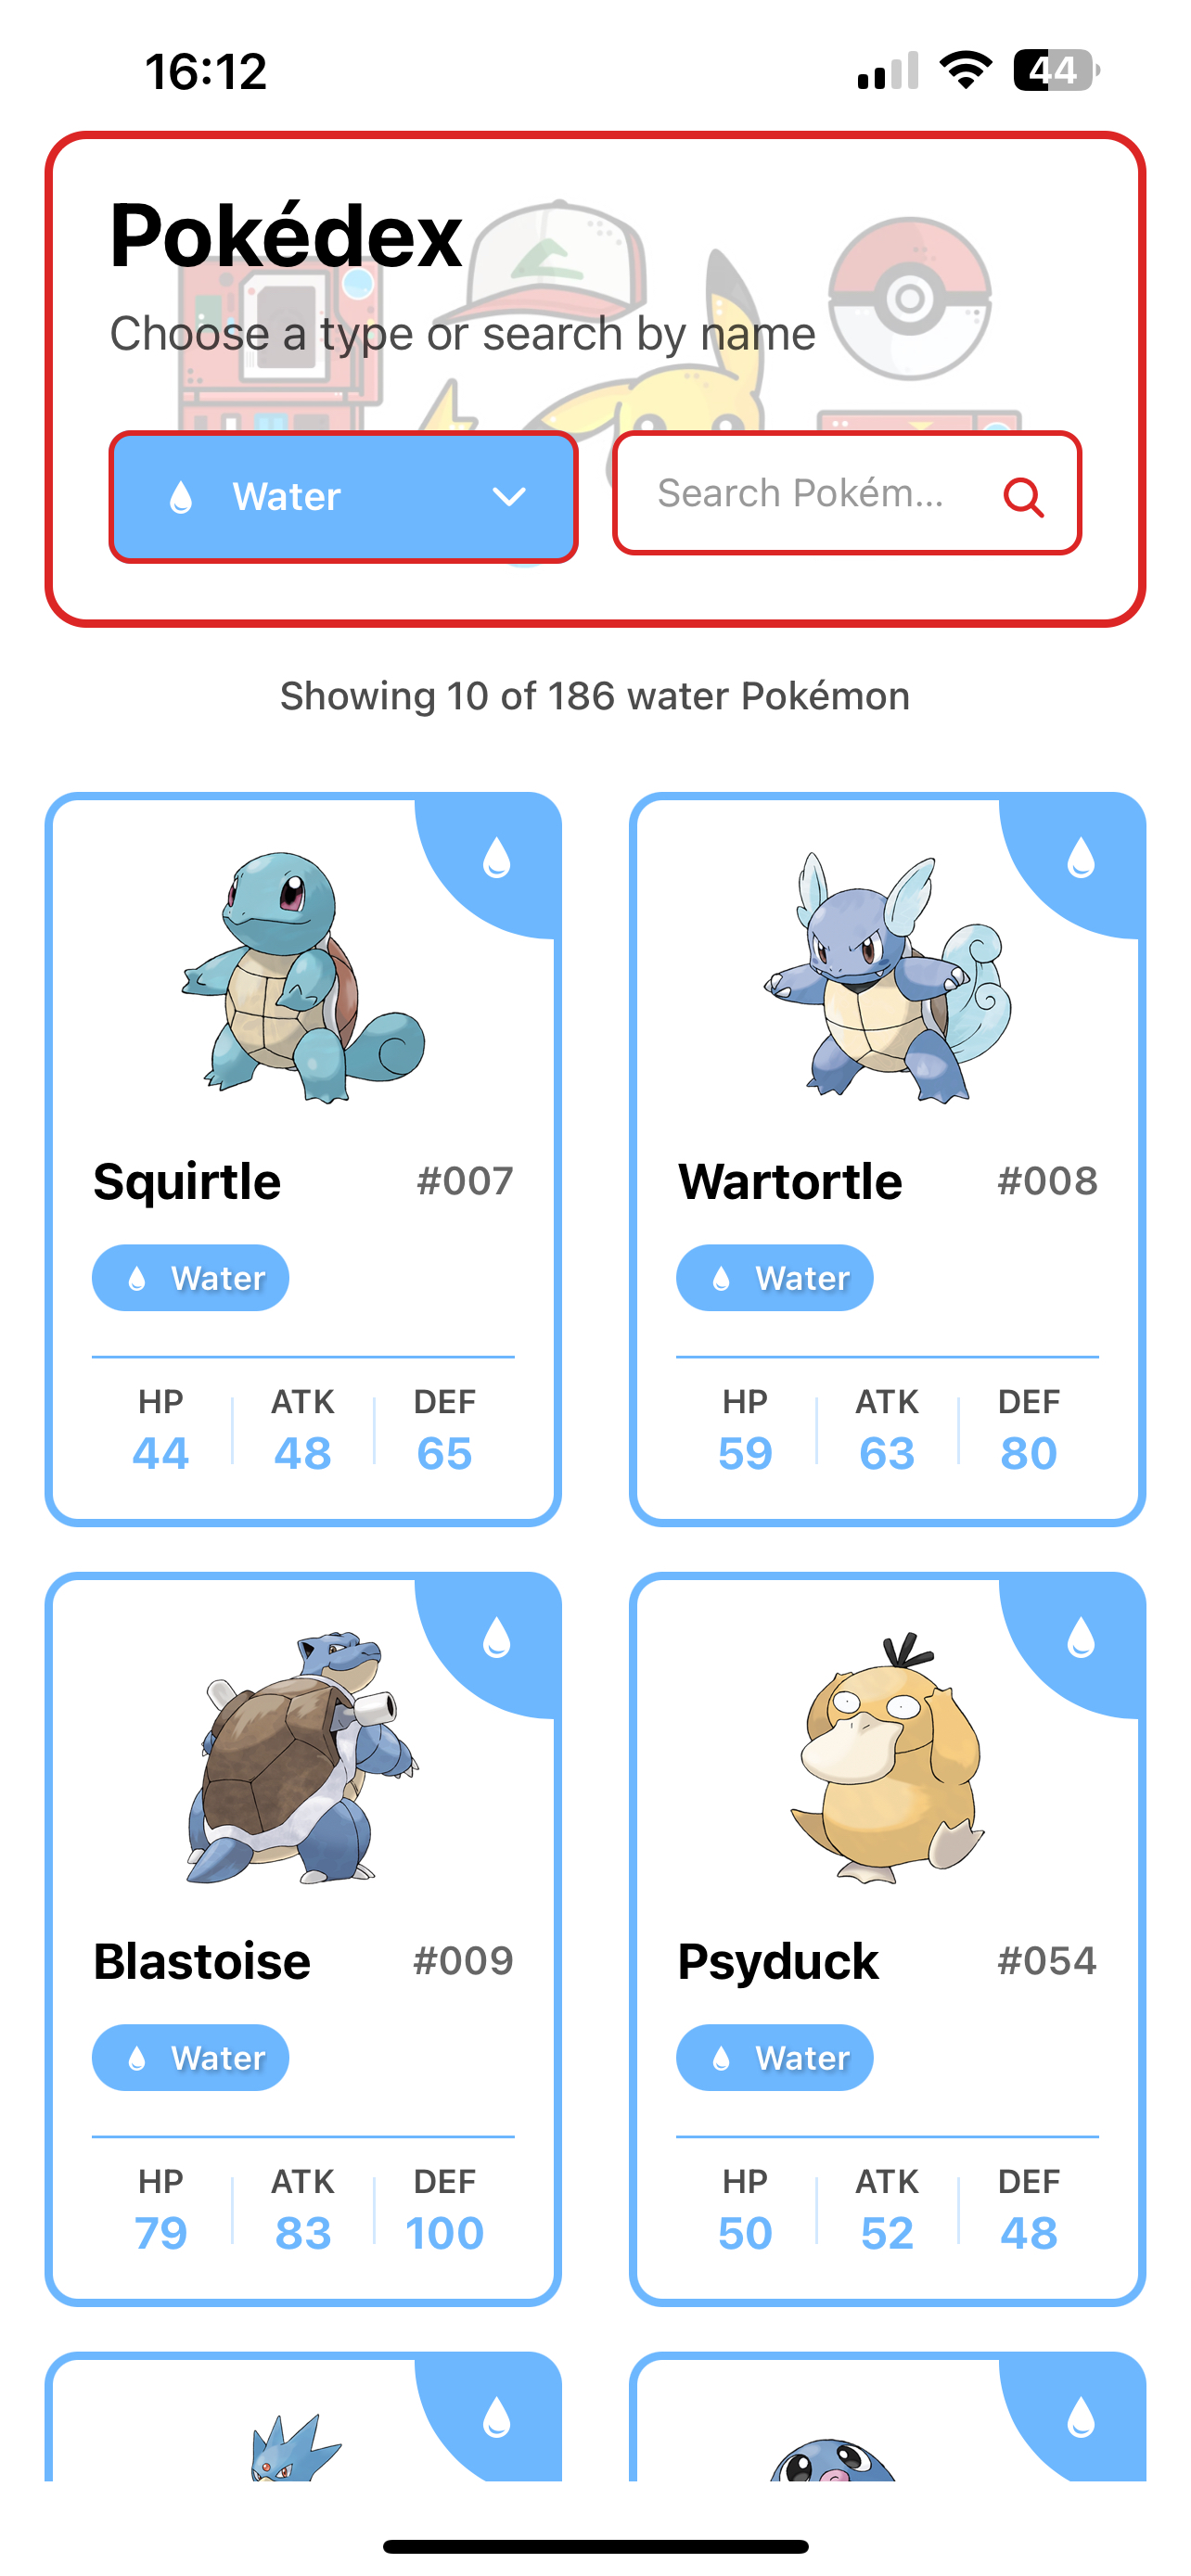 16:12
44
Pokédex
Choose a type or search by name
Water
Search Pokém...
Showing 10 of 186 water Pokémon
Squirtle #007
Water
HP ATK DEF
44 48 65
Wartortle #008
Water
HP ATK DEF
59 63 80
Blastoise #009
Water
HP ATK DEF
79 83 100
Psyduck #054
Water
HP ATK DEF
50 52 48